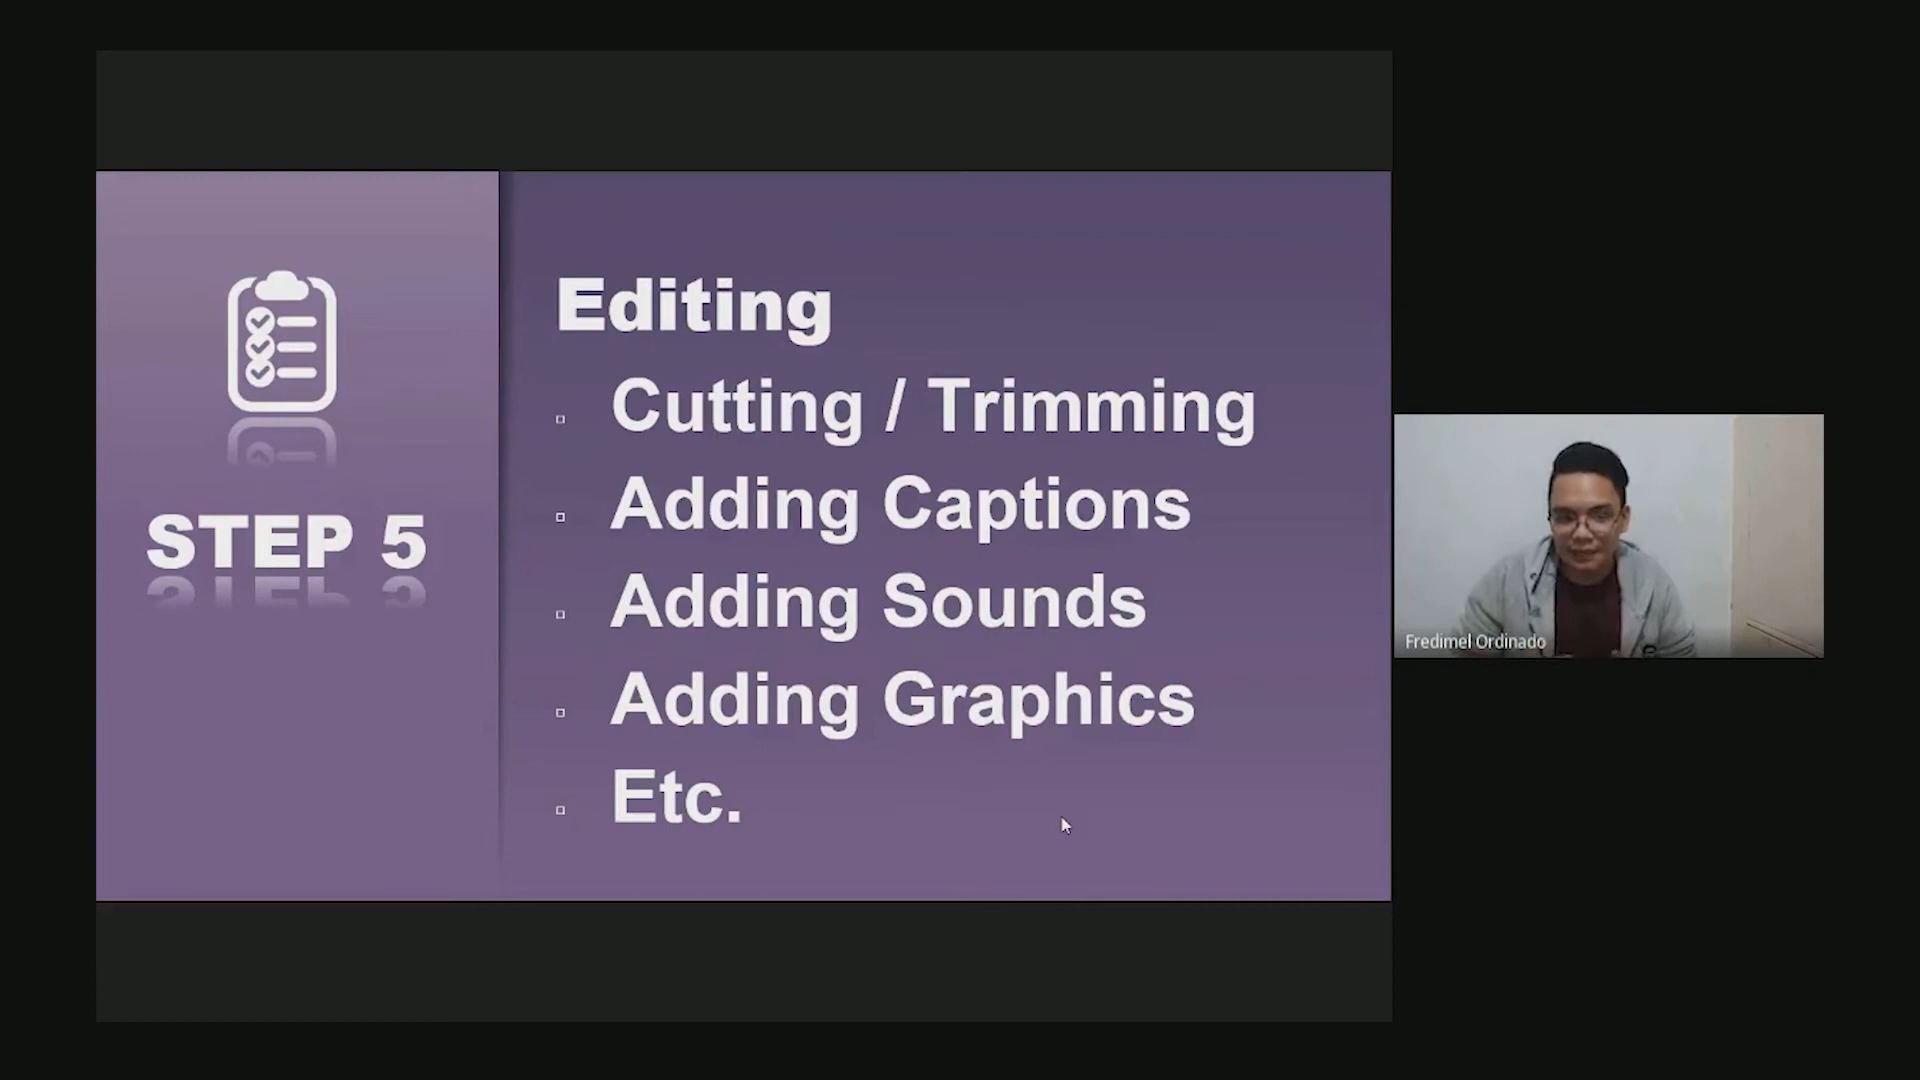 STEP 5
Editing
Cutting / Trimming
Adding Captions
Adding Sounds
Adding Graphics
Etc.
Fredimel Ordinado